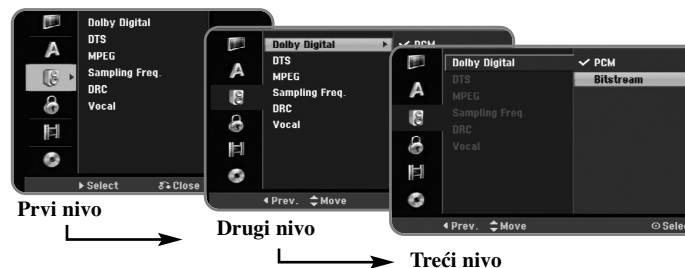 Dolby Digital
DTS
MPEG
Sampling Freq.
DRC
Vocal
Select Close
Prvi nivo
Dolby Digital
DTS
MPEG
Sampling Freq.
DRC
Vocal
PCM
Prev. Move
Drugi nivo
Dolby Digital
DTS
MPEG
Sampling Freq.
DRC
Vocal
✓ PCM
Bitstream
Prev. Move Selec
Treći nivo